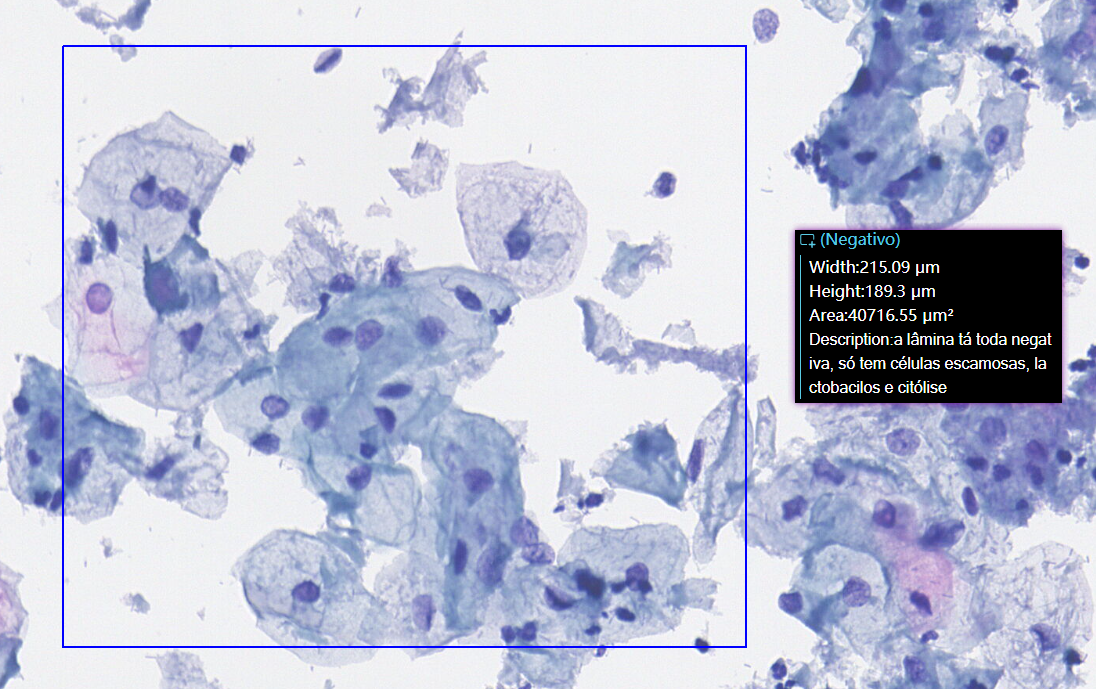 (Negativo)
Width:215.09 µm
Height:189.3 µm
Area:40716.55 µm²
Description:a lâmina tá toda negat
iva, só tem células escamosas, la
ctobacilos e citólise